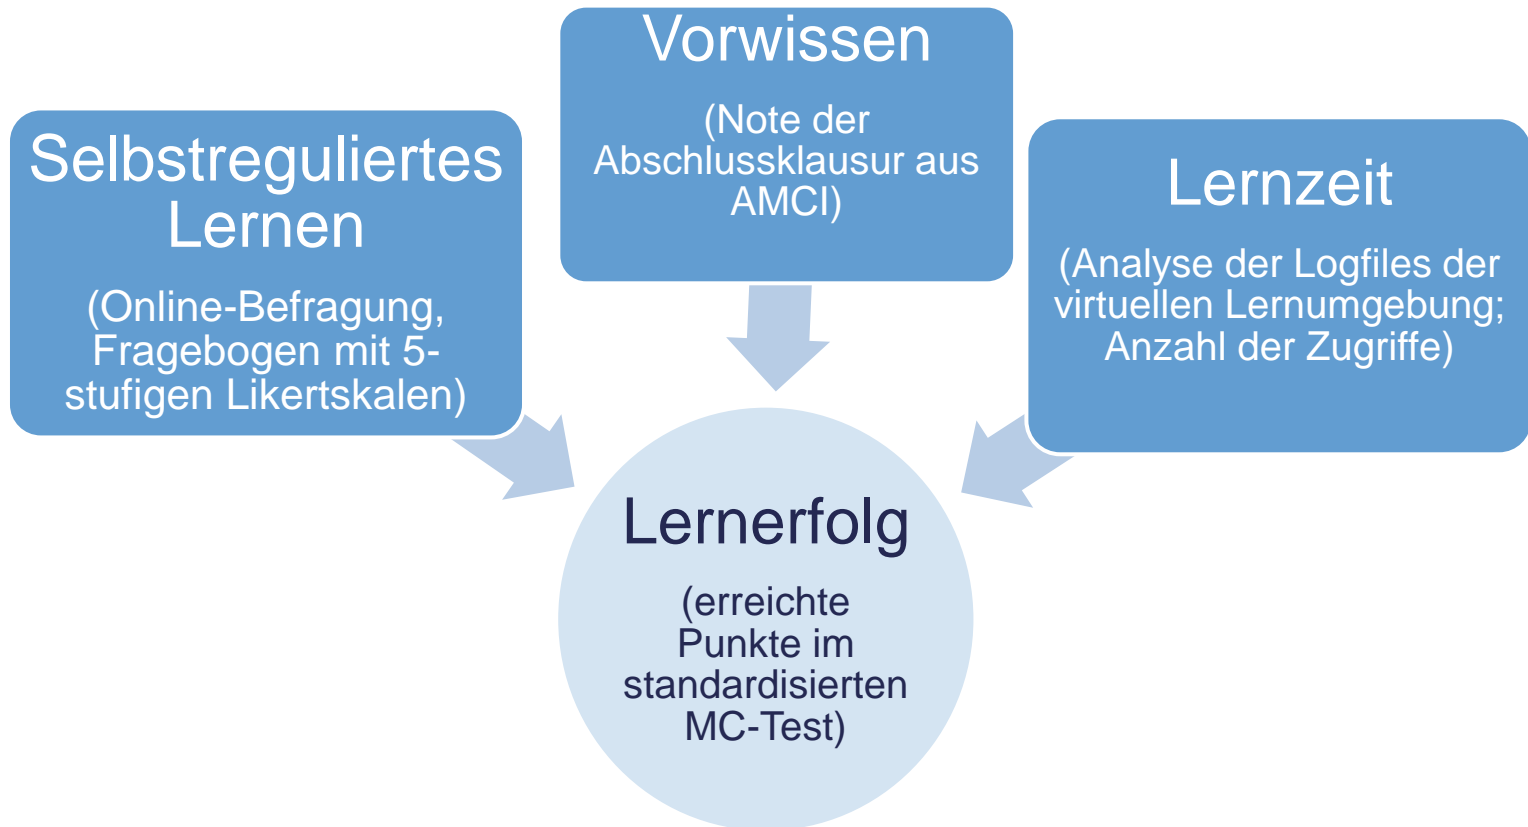 Selbstreguliertes
Lernen
(Online-Befragung,
Fragebogen mit 5-
stufigen Likertskalen)
Vorwissen
(Note der
Abschlussklausur aus
AMCI)
Lernzeit
(Analyse der Logfiles der
virtuellen Lernumgebung;
Anzahl der Zugriffe)
Lernerfolg
(erreichte
Punkte im
standardisierten
MC-Test)